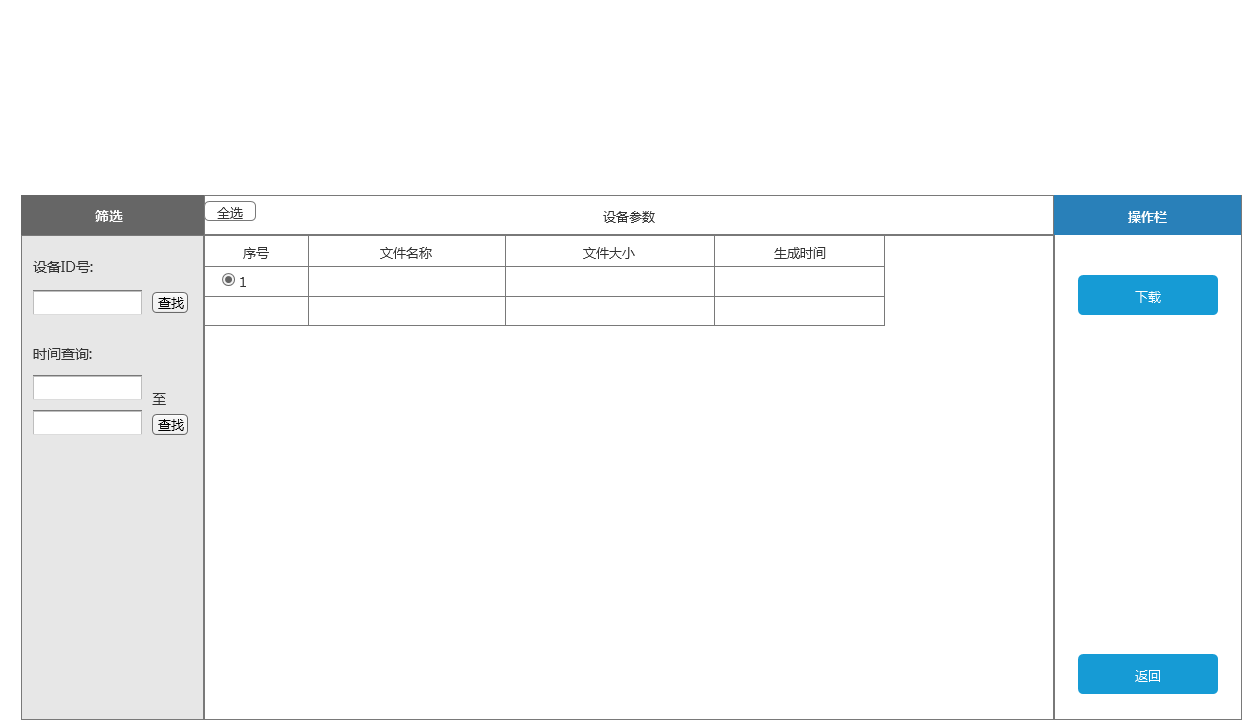 筛选
全选
设备参数
操作栏
设备ID号:
序号 文件名称 文件大小 生成时间
1
查找
下载
时间查询:
至
查找
返回